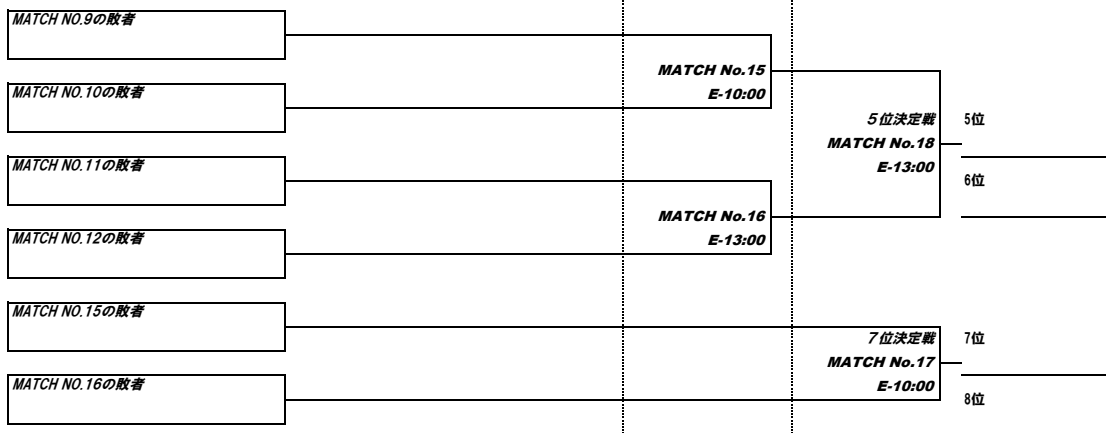 MATCH NO.9の敗者
MATCH No.15
E-10:00
MATCH NO.10の敗者
5位決定戦
MATCH No.18
E-13:00
5位
6位
MATCH NO.11の敗者
MATCH No.16
E-13:00
MATCH NO.12の敗者
MATCH NO.15の敗者
7位決定戦
MATCH No.17
E-10:00
7位
8位
MATCH NO.16の敗者